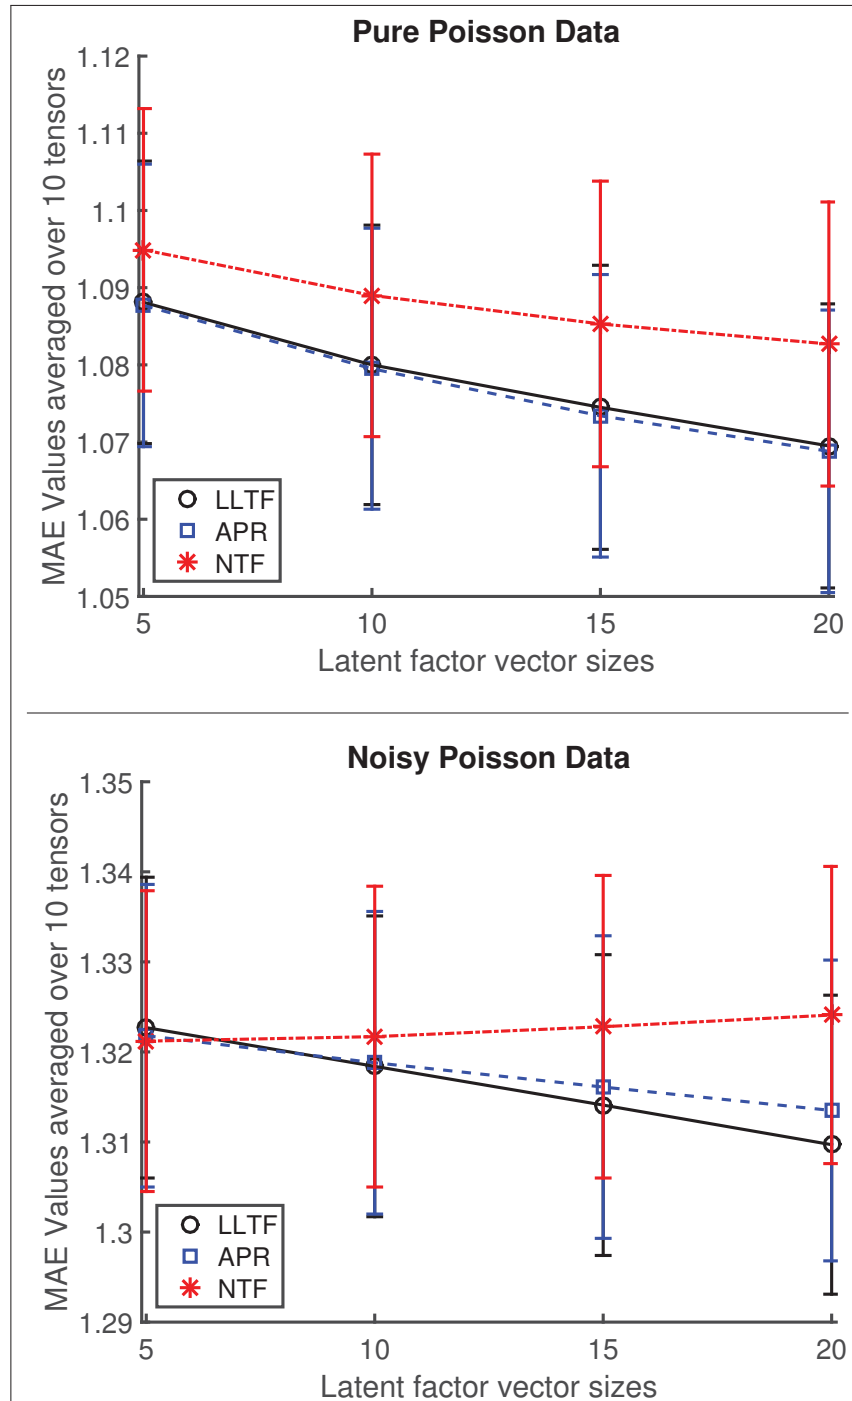 Pure Poisson Data
MAE Values averaged over 10 tensors
1.12
1.11
1.1
1.09
1.08
1.07
1.06
1.05
LLTF
APR
NTF
5 10 15 20
Latent factor vector sizes
Noisy Poisson Data
MAE Values averaged over 10 tensors
1.35
1.34
1.33
1.32
1.31
1.3
1.29
LLTF
APR
NTF
5 10 15 20
Latent factor vector sizes